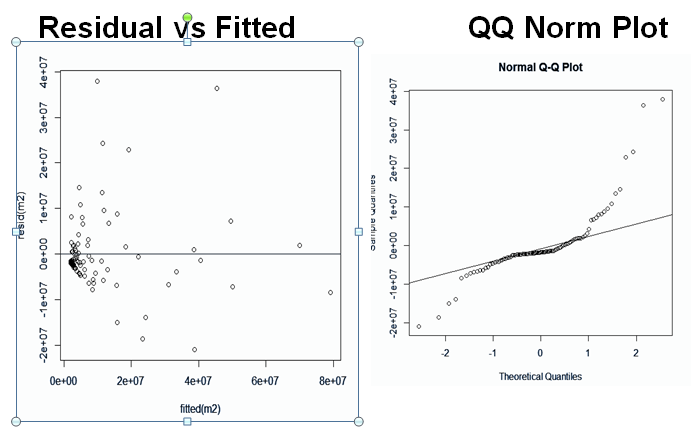 Residual vs Fitted
QQ Norm Plot
resid(m2)
4e+07
3e+07
2e+07
1e+07
0e+00
-1e+07
-2e+07
0e+00 2e+07 4e+07 6e+07 8e+07
fitted(m2)
Normal Q-Q Plot
Sample Quantiles
4e+07
3e+07
2e+07
1e+07
0e+00
-1e+07
-2e+07
-2 -1 0 1 2
Theoretical Quantiles